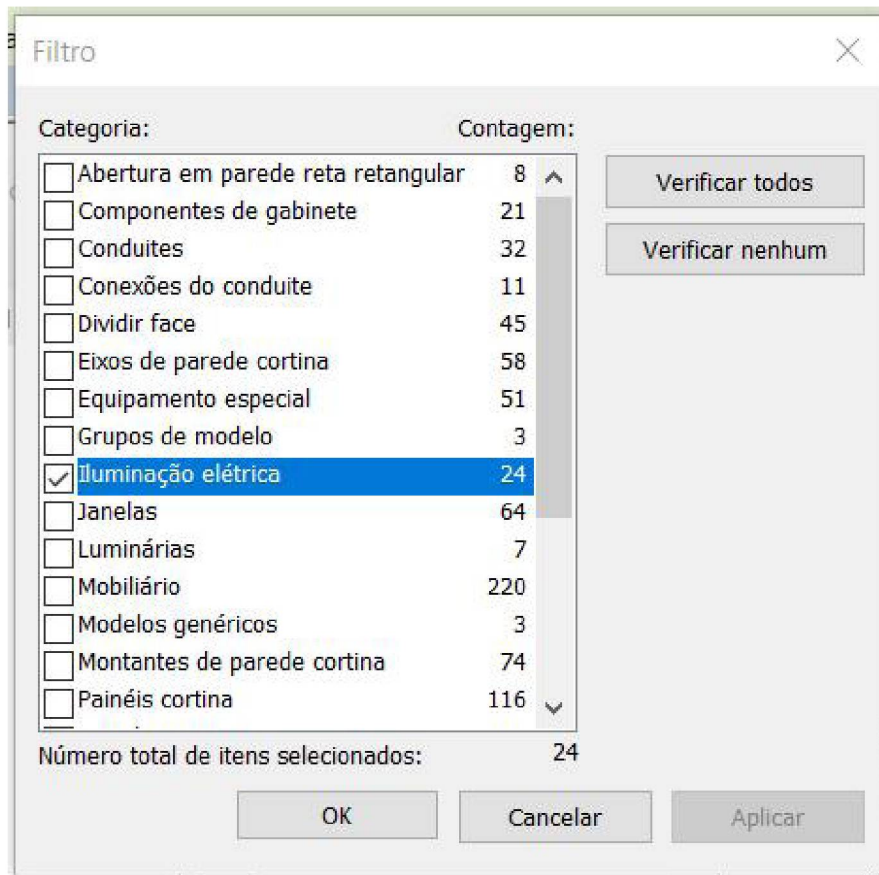 Filtro
Categoria: Contagem:
Abertura em parede reta retangular 8
Componentes de gabinete 21
Conduites 32
Conexões do conduite 11
Dividir face 45
Eixos de parede cortina 58
Equipamento especial 51
Grupos de modelo 3
Iluminação elétrica 24
Janelas 64
Luminárias 7
Mobiliário 220
Modelos genéricos 3
Montantes de parede cortina 74
Painéis cortina 116
Verificar todos
Verificar nenhum
Número total de itens selecionados: 24
OK Cancelar Aplicar